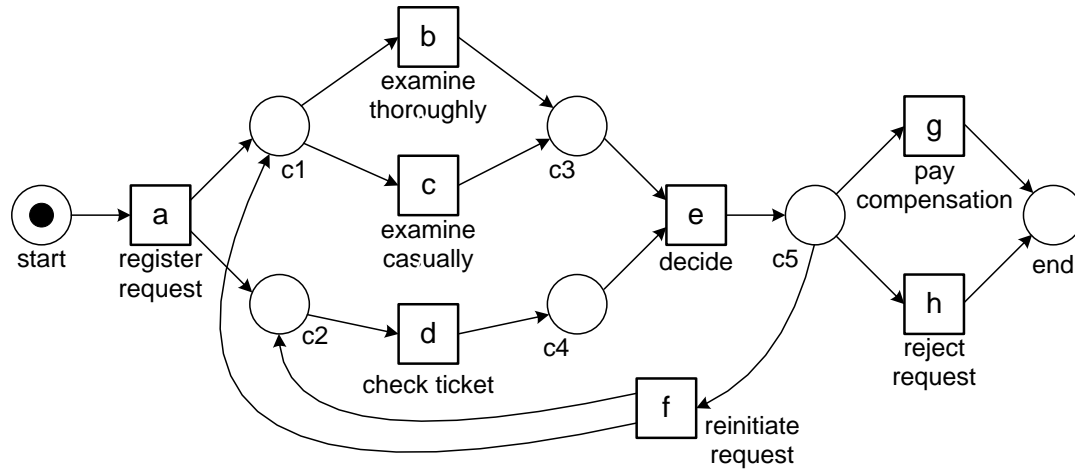 b
examine
thoroughly
g
pay
compensation
c1
c3
c
examine
casually
a
register
request
start
e
decide
c5
end
c2
d
check ticket
c4
h
reject
request
f
reinitiate
request